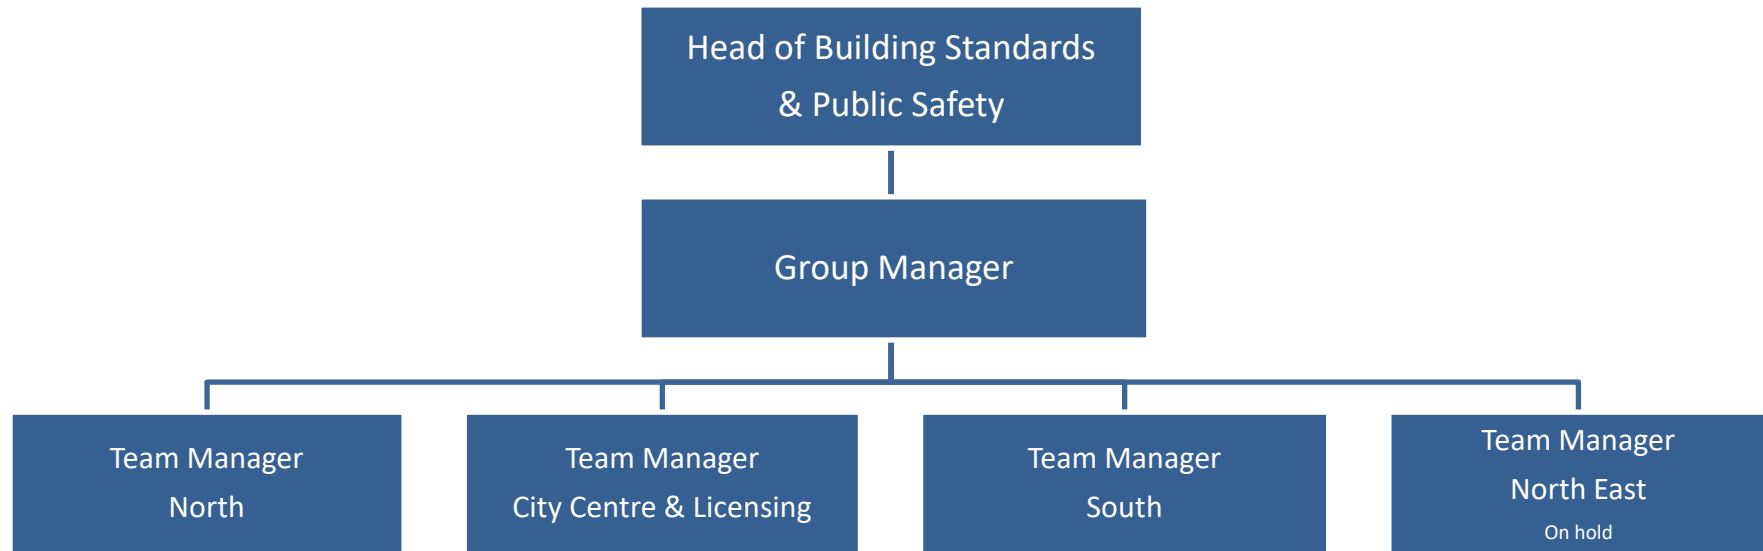 Head of Building Standards
& Public Safety
Group Manager
Team Manager
North
Team Manager
City Centre & Licensing
Team Manager
South
Team Manager
North East
On hold